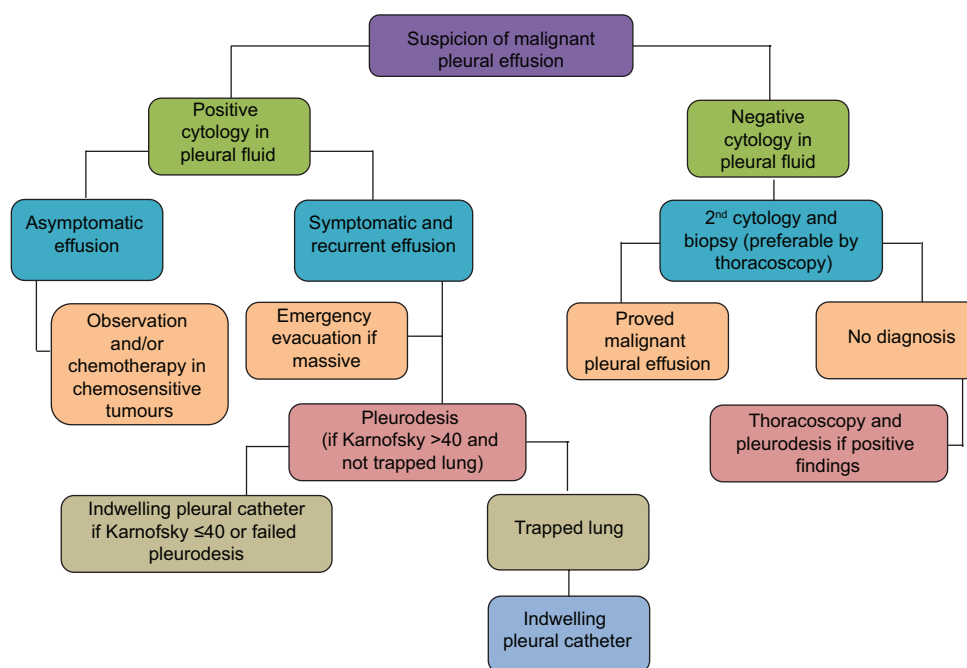 Suspicion of malignant
pleural effusion
Positive
cytology in
pleural fluid
Negative
cytology in
pleural fluid
Asymptomatic
effusion
Symptomatic and
recurrent effusion
2nd cytology and
biopsy (preferable by
thoracoscopy)
Observation
and/or
chemotherapy in
chemosensitive
tumours
Emergency
evacuation if
massive
Proved
malignant
pleural effusion
No diagnosis
Pleurodesis
(if Karnofsky >40 and
not trapped lung)
Thoracoscopy and
pleurodesis if positive
findings
Indwelling pleural catheter
if Karnofsky ≤40 or failed
pleurodesis
Trapped lung
Indwelling
pleural catheter